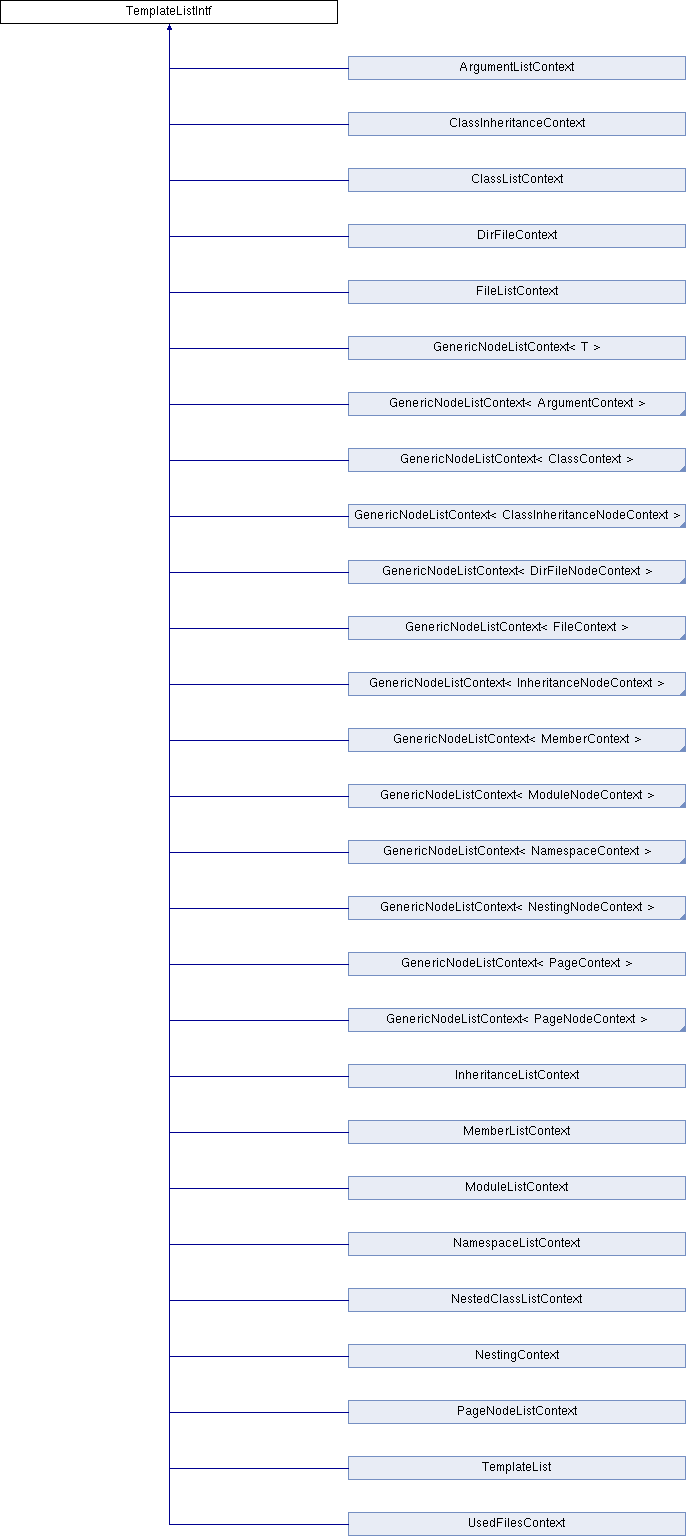 TemplateListIntf
ArgumentListContext
ClassInheritanceContext
ClassListContext
DirFileContext
FileListContext
GenericNodeListContext< T >
GenericNodeListContext< ArgumentContext >
GenericNodeListContext< ClassContext >
GenericNodeListContext< ClassInheritanceNodeContext >
GenericNodeListContext< DirFileNodeContext >
GenericNodeListContext< FileContext >
GenericNodeListContext< InheritanceNodeContext >
GenericNodeListContext< MemberContext >
GenericNodeListContext< ModuleNodeContext >
GenericNodeListContext< NamespaceContext >
GenericNodeListContext< NestingNodeContext >
GenericNodeListContext< PageContext >
GenericNodeListContext< PageNodeContext >
InheritanceListContext
MemberListContext
ModuleListContext
NamespaceListContext
NestedClassListContext
NestingContext
PageNodeListContext
TemplateList
UsedFilesContext